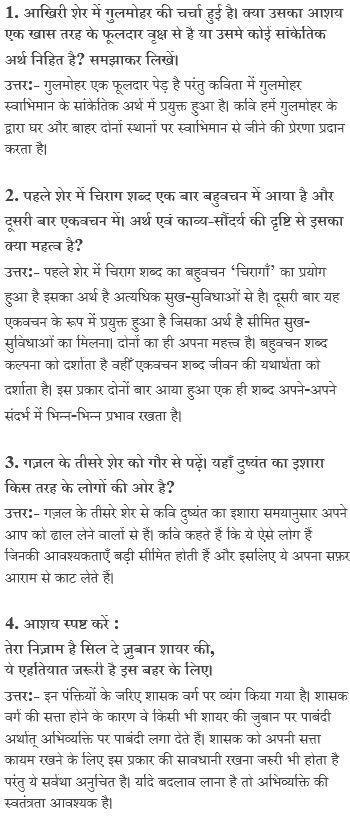 1. आखिरी शेर में गुलमोहर की चर्चा हुई है। क्या उसका आशय
एक खास तरह के फूलदार वृक्ष से है या उसमे कोई सांकेतिक
अर्थ निहित है? समझाकर लिखें।
उत्तर:- गुलमोहर एक फूलदार पेड़ है परंतु कविता में गुलमोहर
स्वाभिमान के सांकेतिक अर्थ में प्रयुक्त हुआ है। कवि हमें गुलमोहर के
द्वारा घर और बाहर दोनों स्थानों पर स्वाभिमान से जीने की प्रेरणा प्रदान
करता है।
2. पहले शेर में चिराग शब्द एक बार बहुवचन में आया है और
दूसरी बार एकवचन में। अर्थ एवं काव्य-सौंदर्य की दृष्टि से इसका
क्या महत्व है?
उत्तर:- पहले शेर में चिराग शब्द का बहुवचन ‘चिरागाँ’ का प्रयोग
हुआ है इसका अर्थ है अत्यधिक सुख-सुविधाओं से है। दूसरी बार यह
एकवचन के रूप में प्रयुक्त हुआ है जिसका अर्थ है सीमित सुख-
सुविधाओं का मिलना। दोनों का ही अपना महत्त्व है। बहुवचन शब्द
कल्पना को दर्शाता है वहीं एकवचन शब्द जीवन की यथार्थता को
दर्शाता है। इस प्रकार दोनों बार आया हुआ एक ही शब्द अपने-अपने
संदर्भ में भिन्न-भिन्न प्रभाव रखता है।
3. गज़ल के तीसरे शेर को गौर से पढ़ें। यहाँ दुष्यंत का इशारा
किस तरह के लोगों की ओर है?
उत्तर:- गज़ल के तीसरे शेर से कवि दुष्यंत का इशारा समयानुसार अपने
आप को ढाल लेने वालों से हैं। कवि कहते हैं कि ये ऐसे लोग हैं
जिनकी आवश्यकताएँ बड़ी सीमित होती हैं और इसलिए ये अपना सफ़र
आराम से काट लेते हैं।
4. आशय स्पष्ट करें :
तेरा निज़ाम है सिल दे ज़ुबान शायर की,
ये एहतियात जरूरी है इस बहर के लिए।
उत्तर:- इन पंक्तियों के जरिए शासक वर्ग पर व्यंग किया गया है। शासक
वर्ग की सत्ता होने के कारण वे किसी भी शायर की जुबान पर पाबंदी
अर्थात् अभिव्यक्ति पर पाबंदी लगा देते हैं। शासक को अपनी सत्ता
कायम रखने के लिए इस प्रकार की सावधानी रखना जरुरी भी होता है
परंतु ये सर्वथा अनुचित है। यदि बदलाव लाना है तो अभिव्यक्ति की
स्वतंत्रता आवश्यक है।